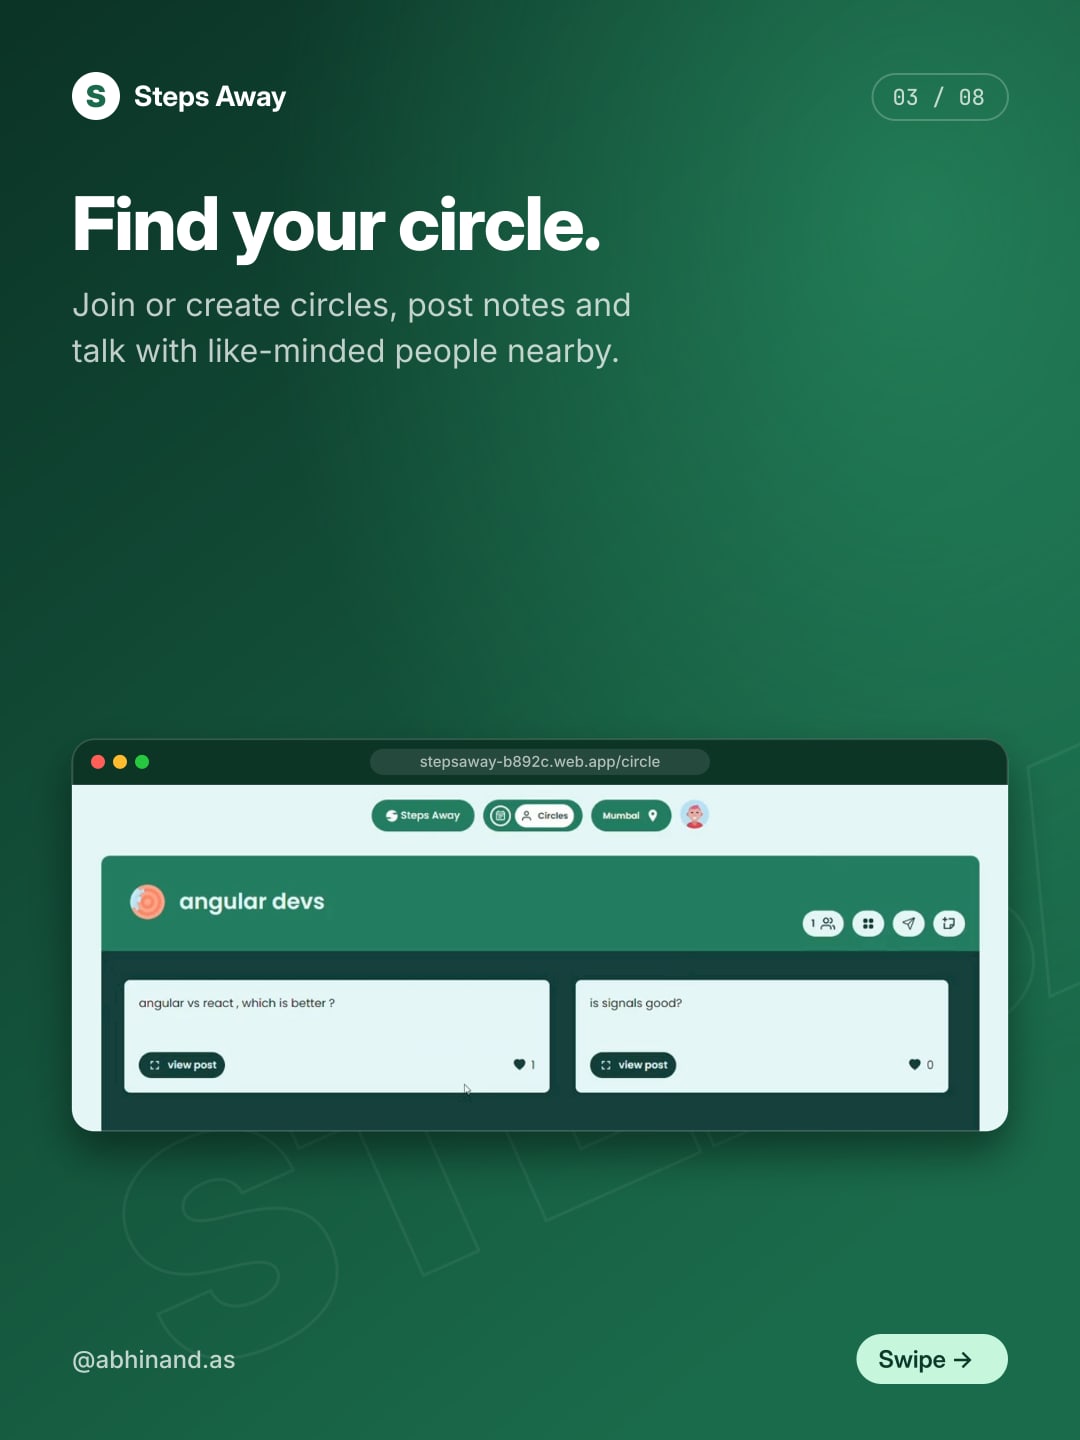 S Steps Away
03 / 08
Find your circle.
Join or create circles, post notes and
talk with like-minded people nearby.
stepsaway-b892c.web.app/circle
Steps Away
Circles
Mumbai
angular devs
1
angular vs react , which is better ?
is signals good?
view post
1
view post
0
STE
@abhinand.as
Swipe →